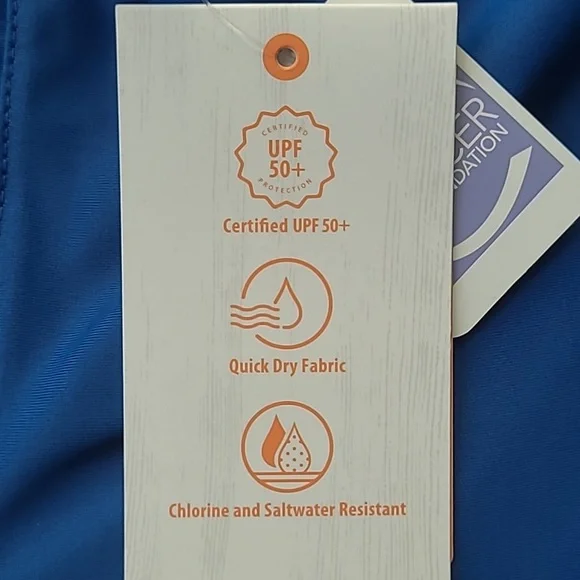 CERTIFIED
UPF
50+
PROTECTION
Certified UPF 50+
Quick Dry Fabric
Chlorine and Saltwater Resistant